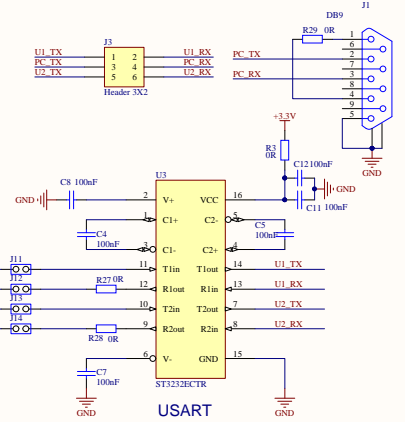 J1
DB9
R29 0R
1
6
2
7
3
8
4
9
5
PC_TX
PC_RX
GND
J3
U1_TX 1 2 U1_RX
PC_TX 3 4 PC_RX
U2_TX 5 6 U2_RX
Header 3X2
+3.3V
R3
0R
C12 100nF
GND
C11 100nF
U3
C8 100nF
GND 2 V+ VCC 16
1 C1+ C2- 5
C4
100nF
C5
100nF
3 C1- C2+ 4
J11 11 T1in T1out 14 U1_TX
J12 R27 0R 12 R1out R1in 13 U1_RX
J13 10 T2in T2out 7 U2_TX
J14 R28 0R 9 R2out R2in 8 U2_RX
6 V- GND 15
C7
100nF
ST3232ECTR
GND
GND
USART